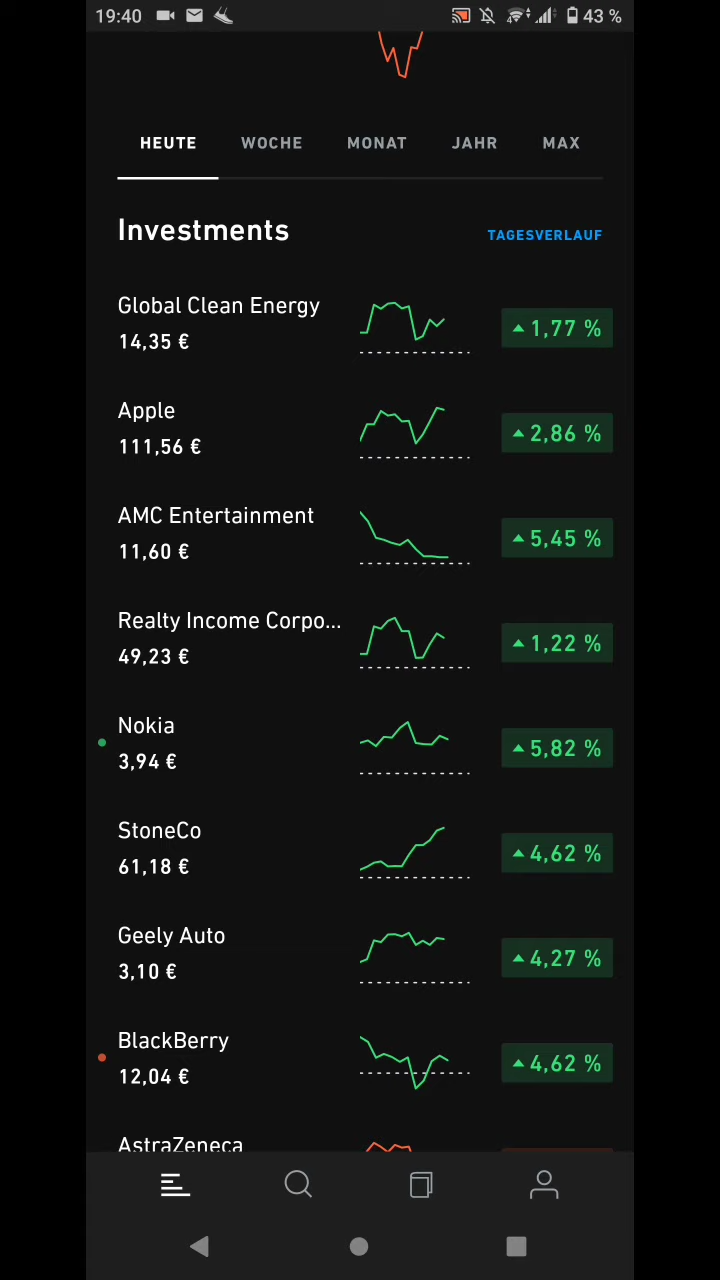 19:40 43 %
HEUTE WOCHE MONAT JAHR MAX
Investments TAGESVERLAUF
Global Clean Energy
14,35 € 1,77 %
Apple
111,56 € 2,86 %
AMC Entertainment
11,60 € 5,45 %
Realty Income Corpo...
49,23 € 1,22 %
Nokia
3,94 € 5,82 %
StoneCo
61,18 € 4,62 %
Geely Auto
3,10 € 4,27 %
BlackBerry
12,04 € 4,62 %
AstraZeneca